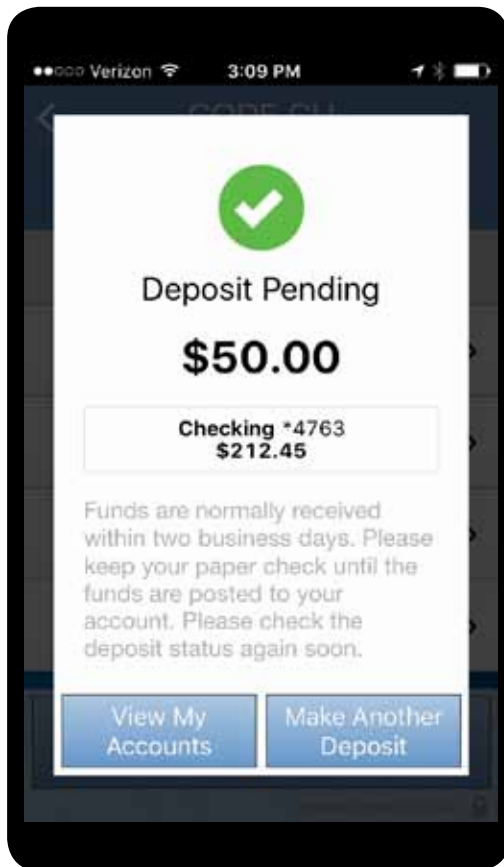 Verizon 3:09 PM
CODE CU
Deposit Pending
$50.00
Checking *4763
$212.45
Funds are normally received
within two business days. Please
keep your paper check until the
funds are posted to your
account. Please check the
deposit status again soon.
View My
Accounts
Make Another
Deposit